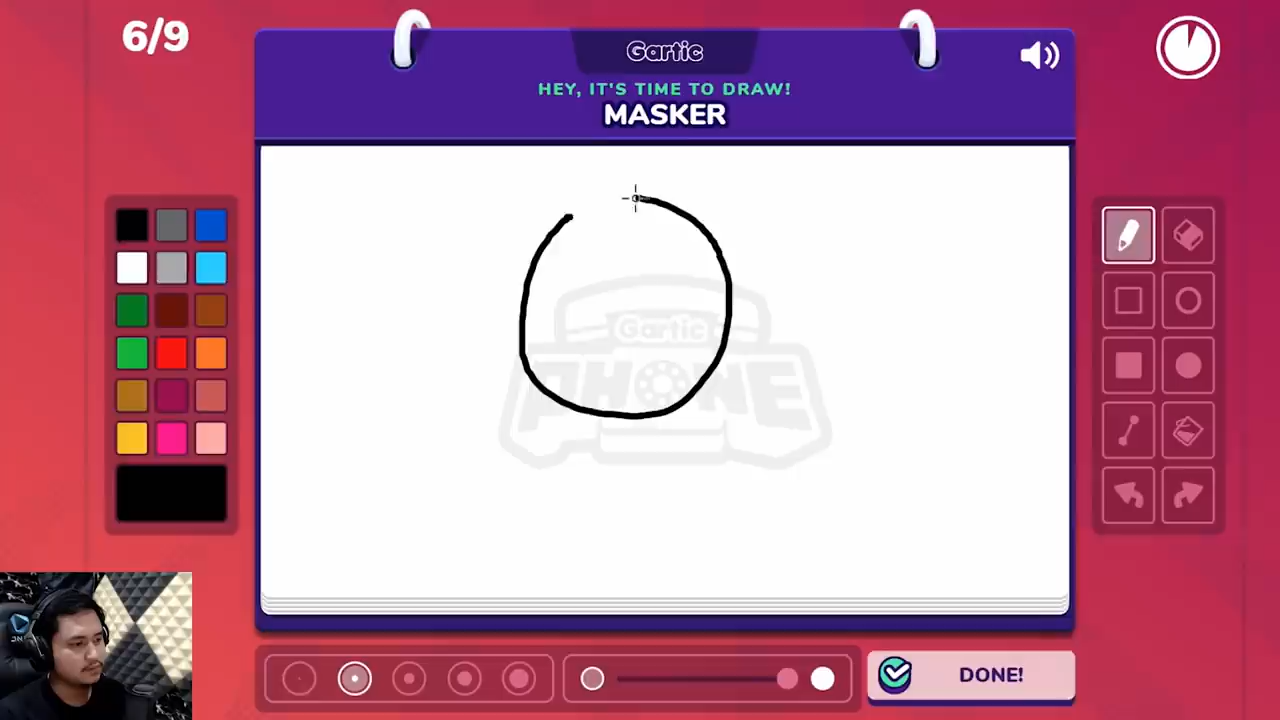 6/9
Gartic
HEY, IT'S TIME TO DRAW!
MASKER
Gartic
PHONE
DONE!